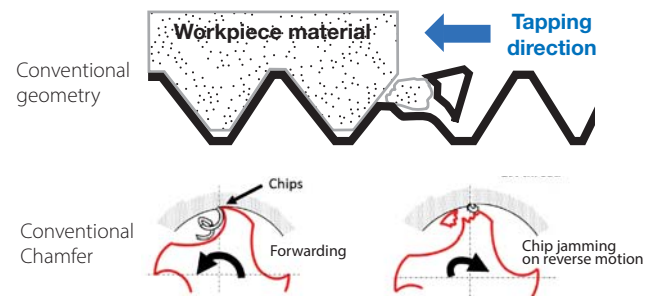 Workpiece material
Tapping
direction
Conventional
geometry
Chips
Conventional
Chamfer
Forwarding
Chip jamming
on reverse motion